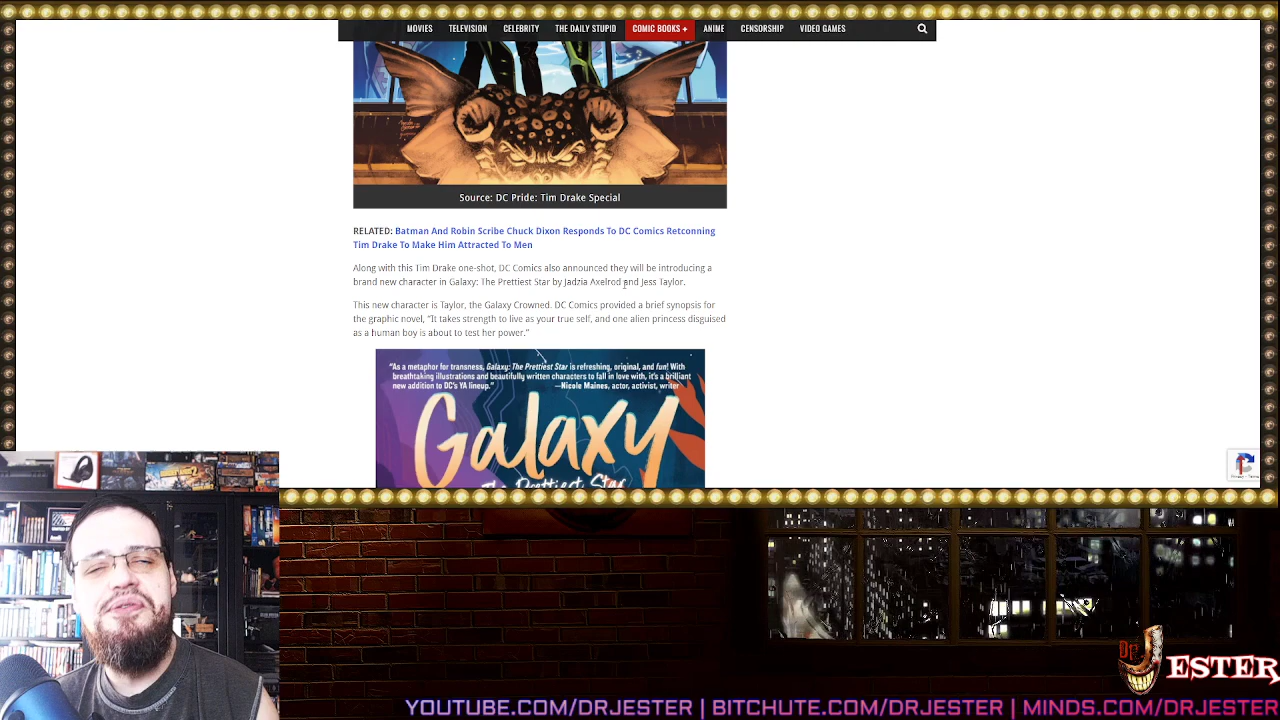 MOVIES TELEVISION CELEBRITY THE DAILY STUPID COMIC BOOKS + ANIME CENSORSHIP VIDEO GAMES
Source: DC Pride: Tim Drake Special
RELATED: Batman And Robin Scribe Chuck Dixon Responds To DC Comics Retconning
Tim Drake To Make Him Attracted To Men
Along with this Tim Drake one-shot, DC Comics also announced they will be introducing a
brand new character in Galaxy: The Prettiest Star by Jadzia Axelrod and Jess Taylor.
This new character is Taylor, the Galaxy Crowned. DC Comics provided a brief synopsis for
the graphic novel, “It takes strength to live as your true self, and one alien princess disguised
as a human boy is about to test her power.”
“As a metaphor for transness, Galaxy: The Prettiest Star is refreshing, original, and fun! With
breathtaking illustrations and beautifully written characters to fall in love with, it's a brilliant
new addition to DC's YA lineup.” —Nicole Maines, actor, activist, writer
Galaxy
The Prettiest Star
Dr. JESTER
YOUTUBE.COM/DRJESTER | BITCHUTE.COM/DRJESTER | MINDS.COM/DRJESTER